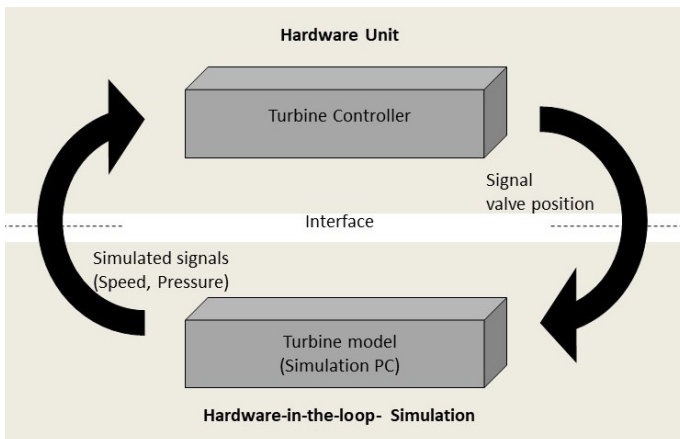 Hardware Unit
Turbine Controller
Signal
valve position
Interface
Simulated signals
(Speed, Pressure)
Turbine model
(Simulation PC)
Hardware-in-the-loop- Simulation